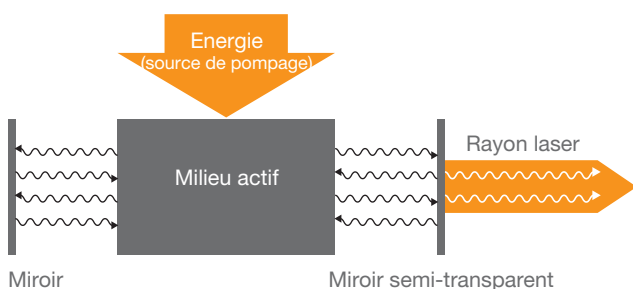 Energie
(source de pompage)
Rayon laser
Milieu actif
Miroir
Miroir semi-transparent